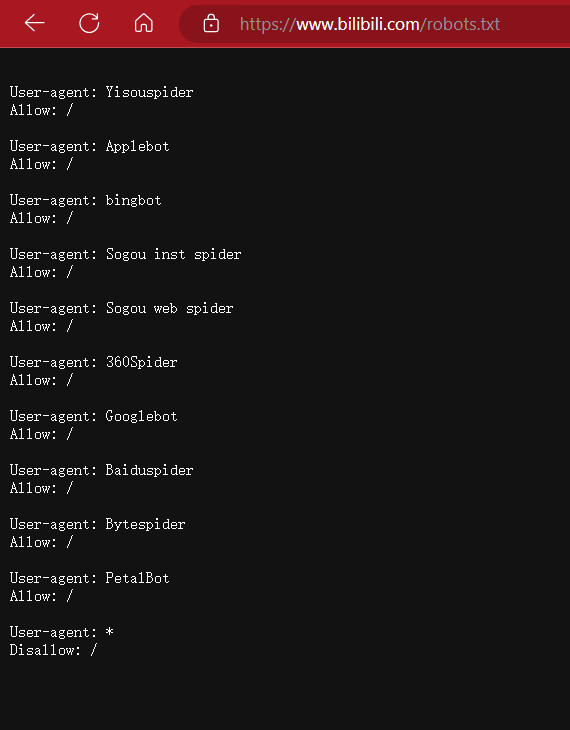 https://www.bilibili.com/robots.txt
User-agent: Yisouspider
Allow: /
User-agent: Applebot
Allow: /
User-agent: bingbot
Allow: /
User-agent: Sogou inst spider
Allow: /
User-agent: Sogou web spider
Allow: /
User-agent: 360Spider
Allow: /
User-agent: Googlebot
Allow: /
User-agent: Baiduspider
Allow: /
User-agent: Bytespider
Allow: /
User-agent: PetalBot
Allow: /
User-agent: *
Disallow: /